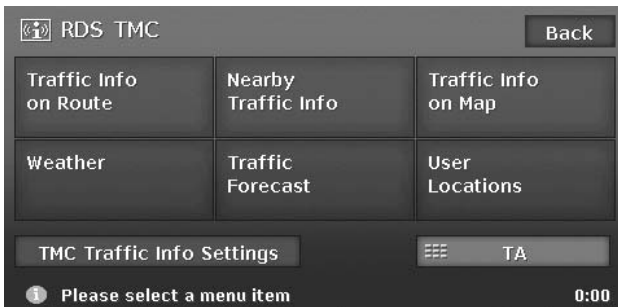 RDS TMC
Back
Traffic Info
on Route
Nearby
Traffic Info
Traffic Info
on Map
Weather
Traffic
Forecast
User
Locations
TMC Traffic Info Settings
TA
Please select a menu item
0:00